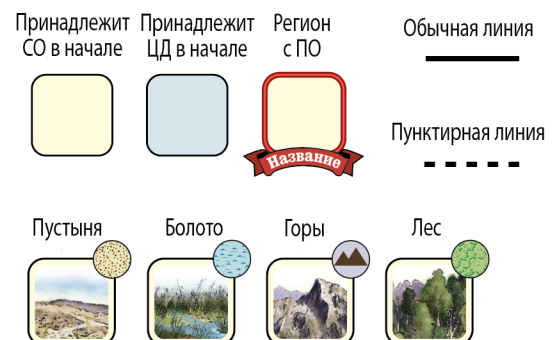 Принадлежит СО в начале
Принадлежит ЦД в начале
Регион с ПО
Обычная линия
Название
Пунктирная линия
Пустыня
Болото
Горы
Лес